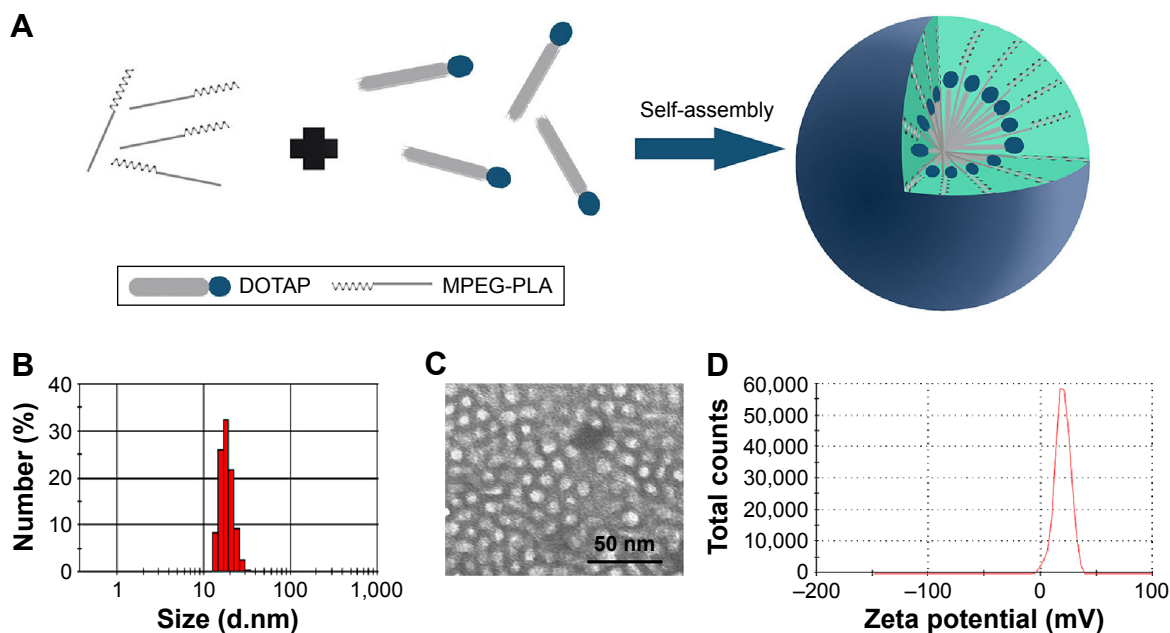 A
Self-assembly
DOTAP MPEG-PLA
B
Number (%)
40
30
20
10
0
1 10 100 1,000
Size (d.nm)
C
50 nm
D
Total counts
60,000
50,000
40,000
30,000
20,000
10,000
0
–200 –100 0 100
Zeta potential (mV)